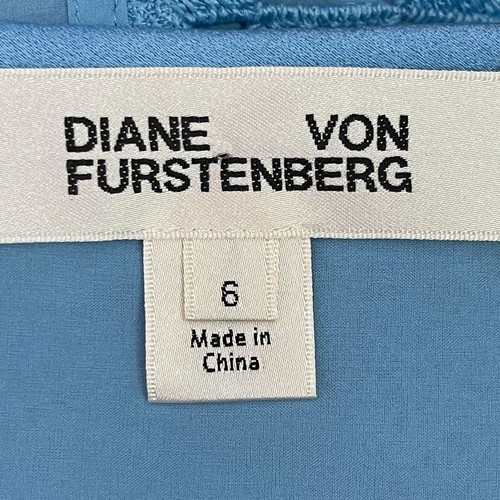 DIANE VON
FURSTENBERG
6
Made in
China